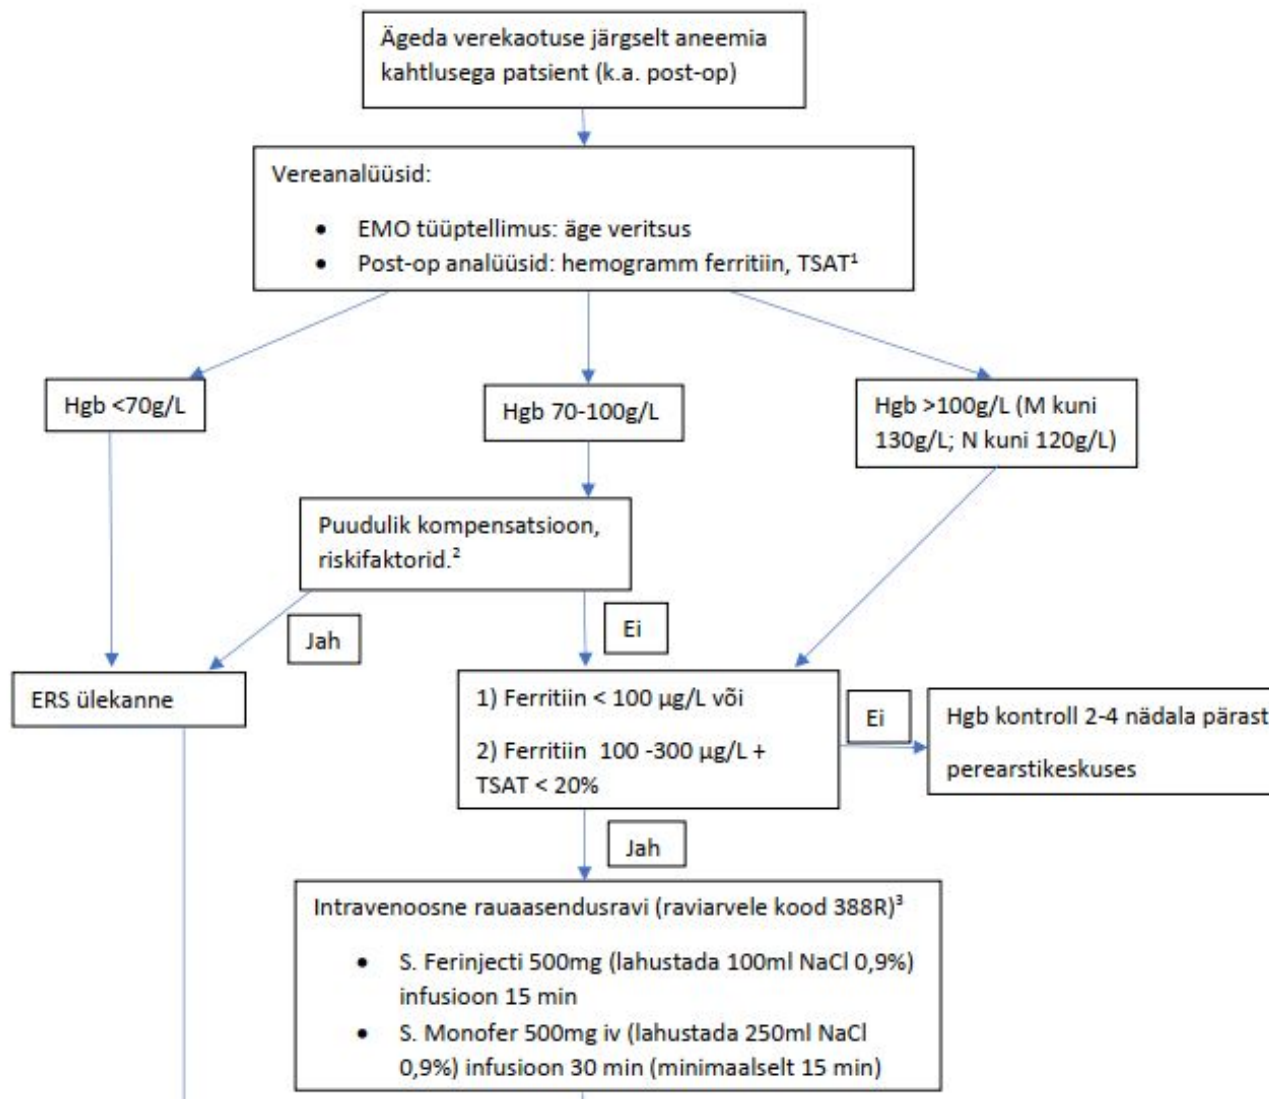 Ägeda verekaotuse järgselt aneemia
kahtlusega patsient (k.a. post-op)
Vereanalüüsid:
• EMO tüüptellimus: äge veritsus
• Post-op analüüsid: hemogramm ferritiin, TSAT¹
Hgb <70g/L
Hgb 70-100g/L
Hgb >100g/L (M kuni
130g/L; N kuni 120g/L)
Puudulik kompensatsioon,
riskifaktorid.²
Jah
Ei
ERS ülekanne
1) Ferritiin < 100 µg/L või
2) Ferritiin 100 -300 µg/L +
TSAT < 20%
Ei
Hgb kontroll 2-4 nädala pärast
perearstikeskuses
Jah
Intravenoosne rauaasendusravi (raviarvele kood 388R)³
• S. Ferinjecti 500mg (lahustada 100ml NaCl 0,9%)
infusioon 15 min
• S. Monofer 500mg iv (lahustada 250ml NaCl
0,9%) infusioon 30 min (minimaalselt 15 min)